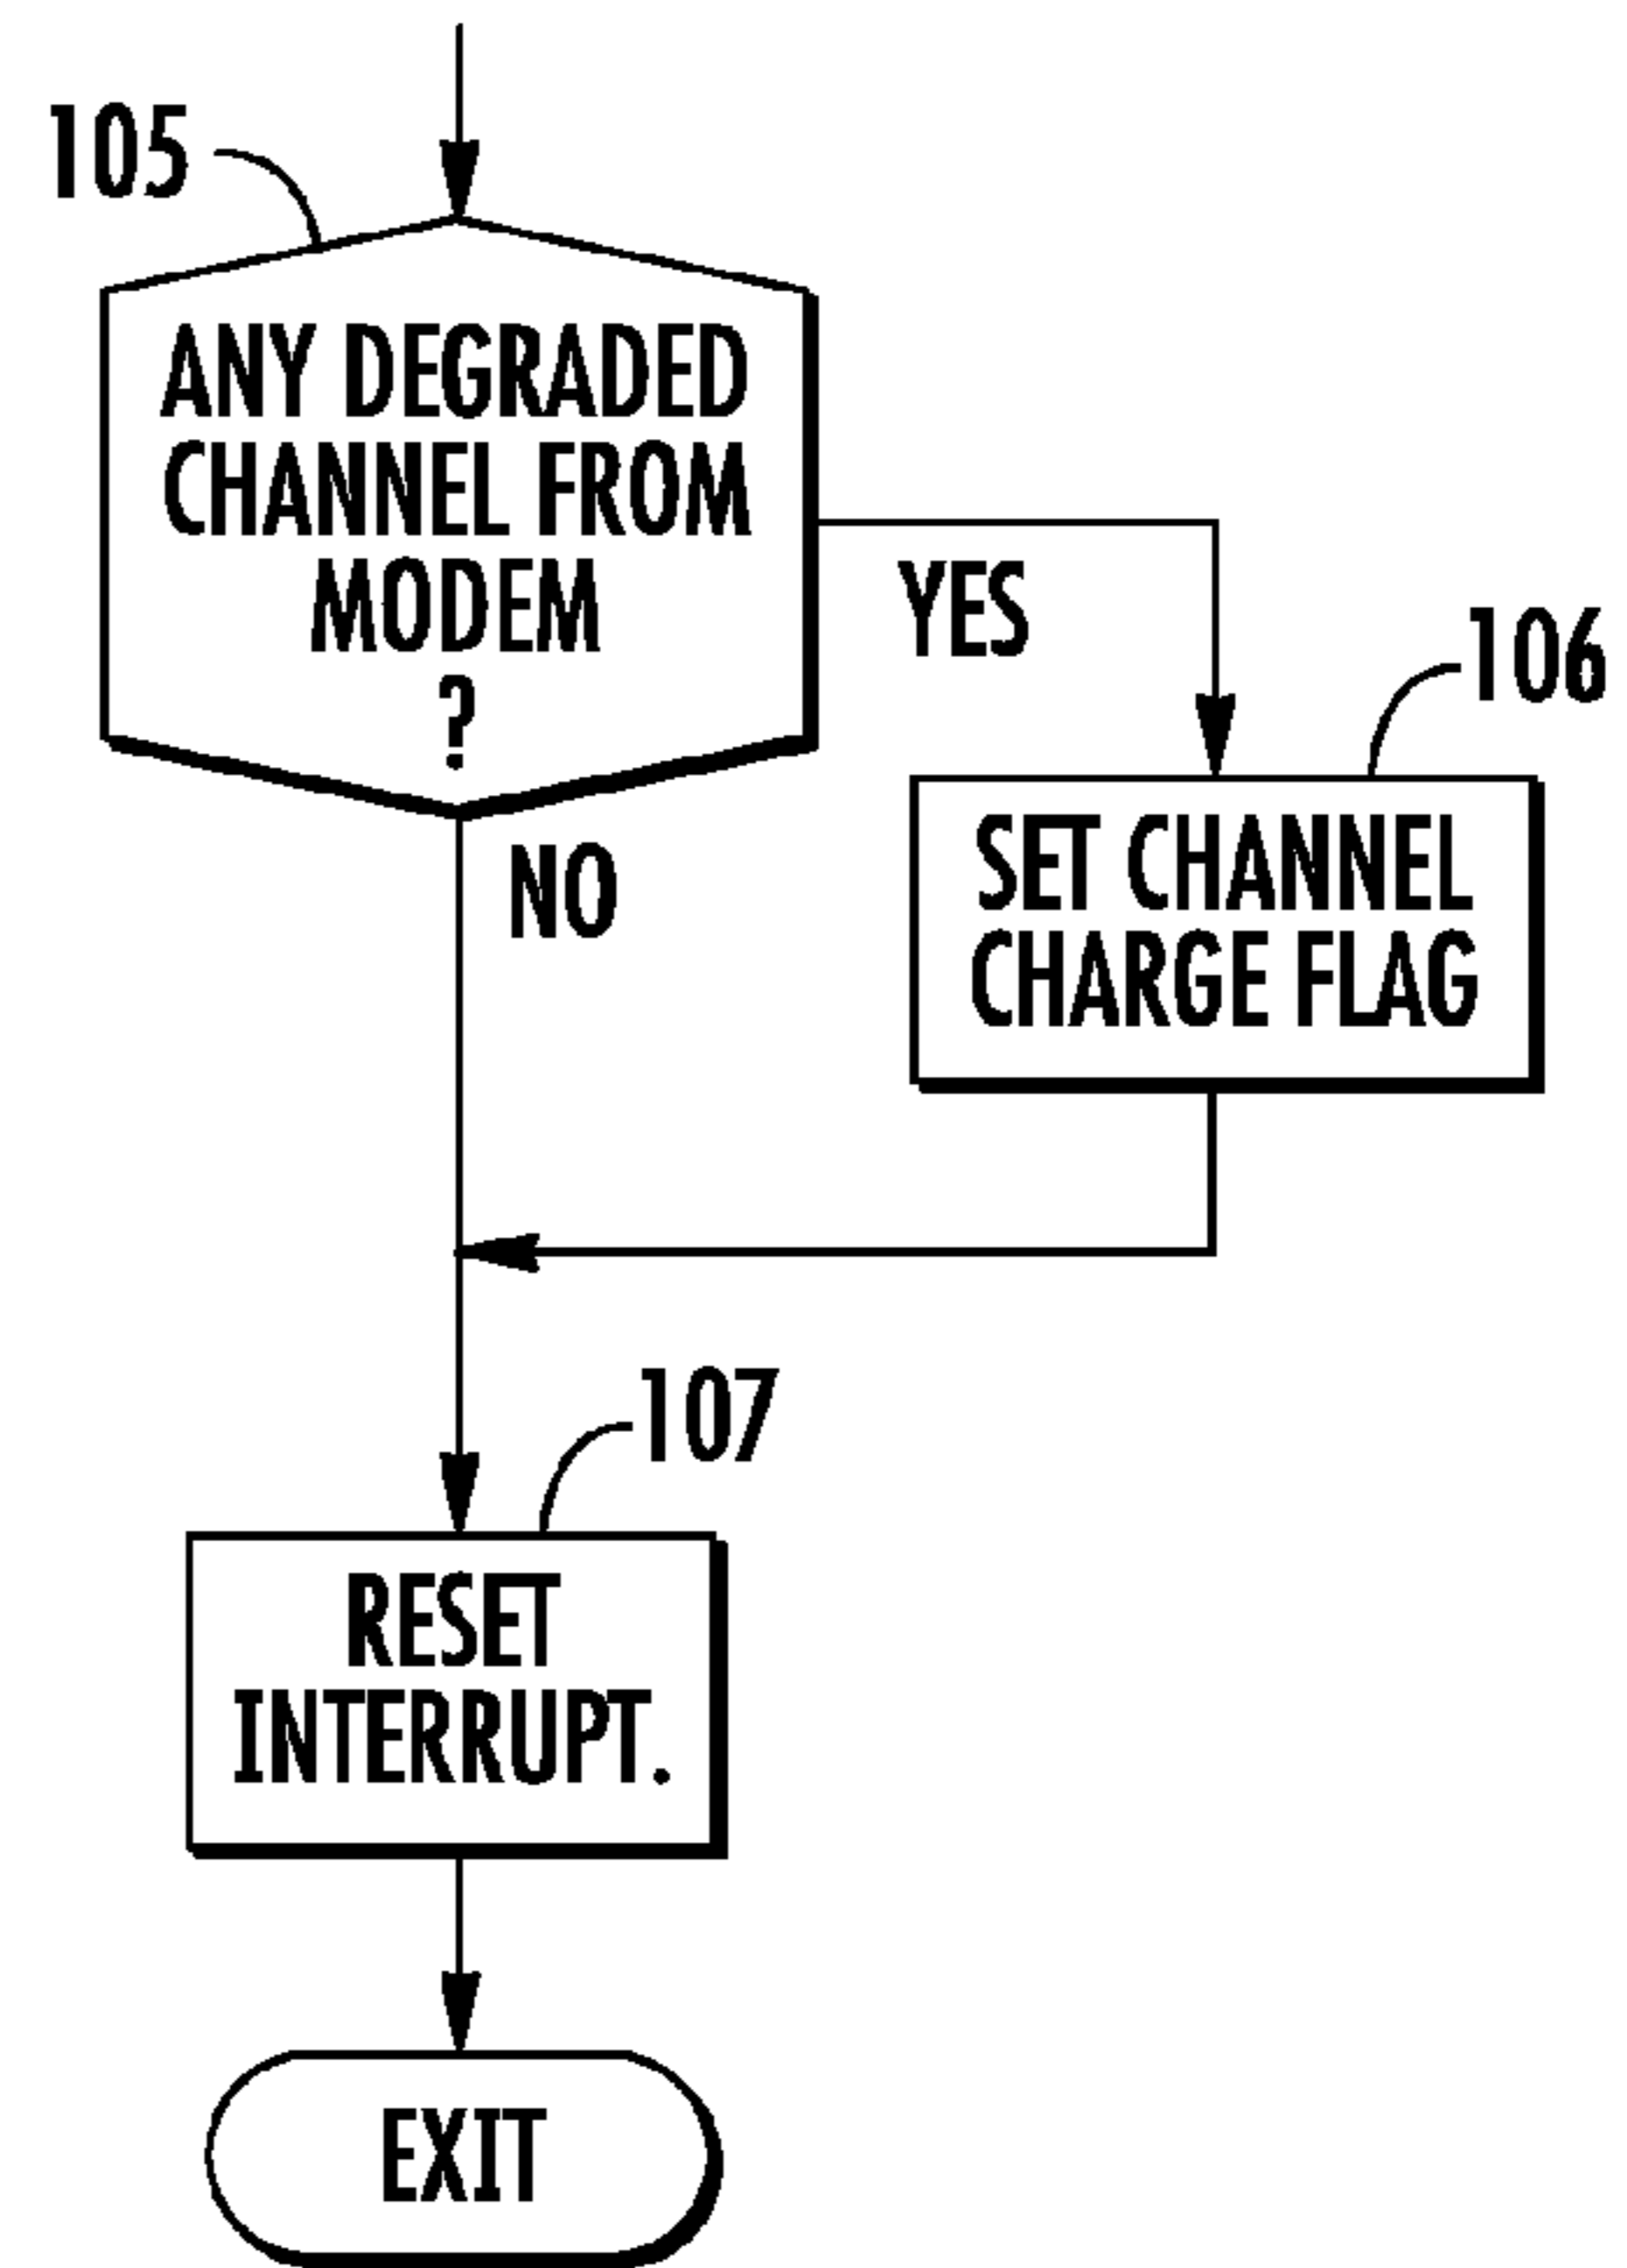 105
ANY DEGRADED
CHANNEL FROM
MODEM
?
YES
106
NO
SET CHANNEL
CHARGE FLAG
107
RESET
INTERRUPT.
EXIT